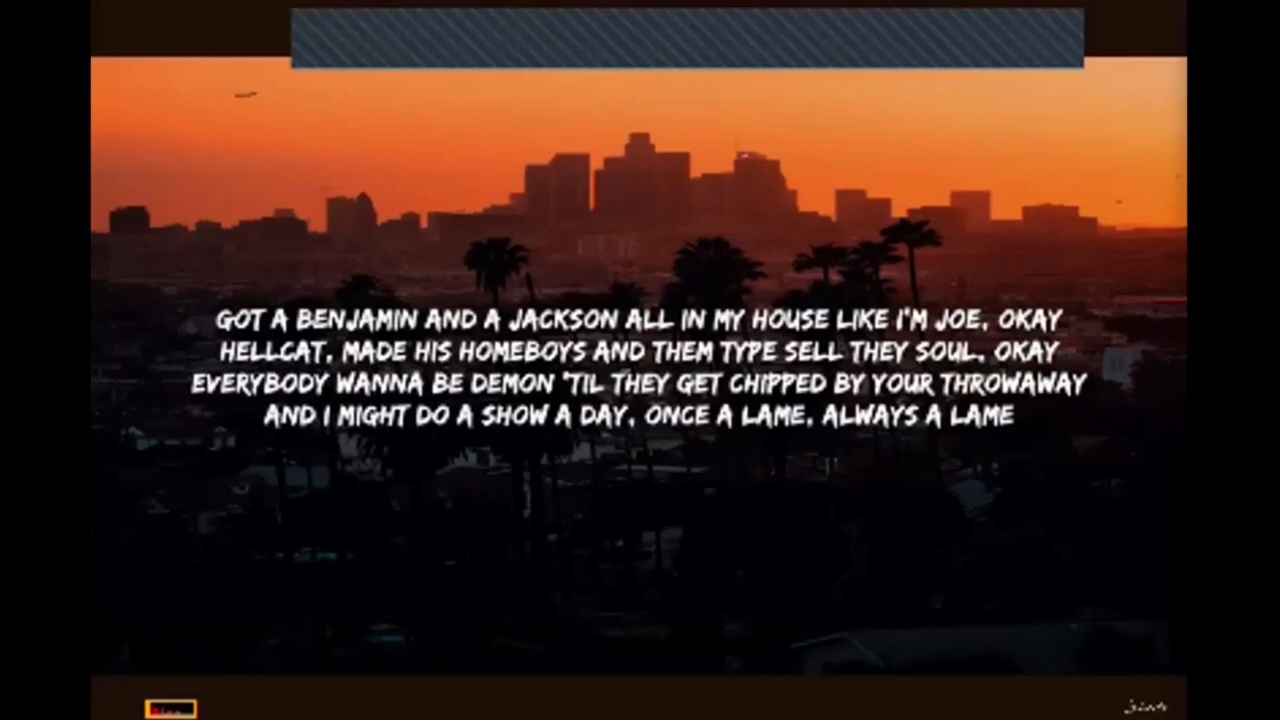 GOT A BENJAMIN AND A JACKSON ALL IN MY HOUSE LIKE I'M JOE, OKAY
HELLCAT, MADE HIS HOMEBOYS AND THEM TYPE SELL THEY SOUL, OKAY
EVERYBODY WANNA BE DEMON 'TIL THEY GET CHIPPED BY YOUR THROWAWAY
AND I MIGHT DO A SHOW A DAY, ONCE A LAME, ALWAYS A LAME